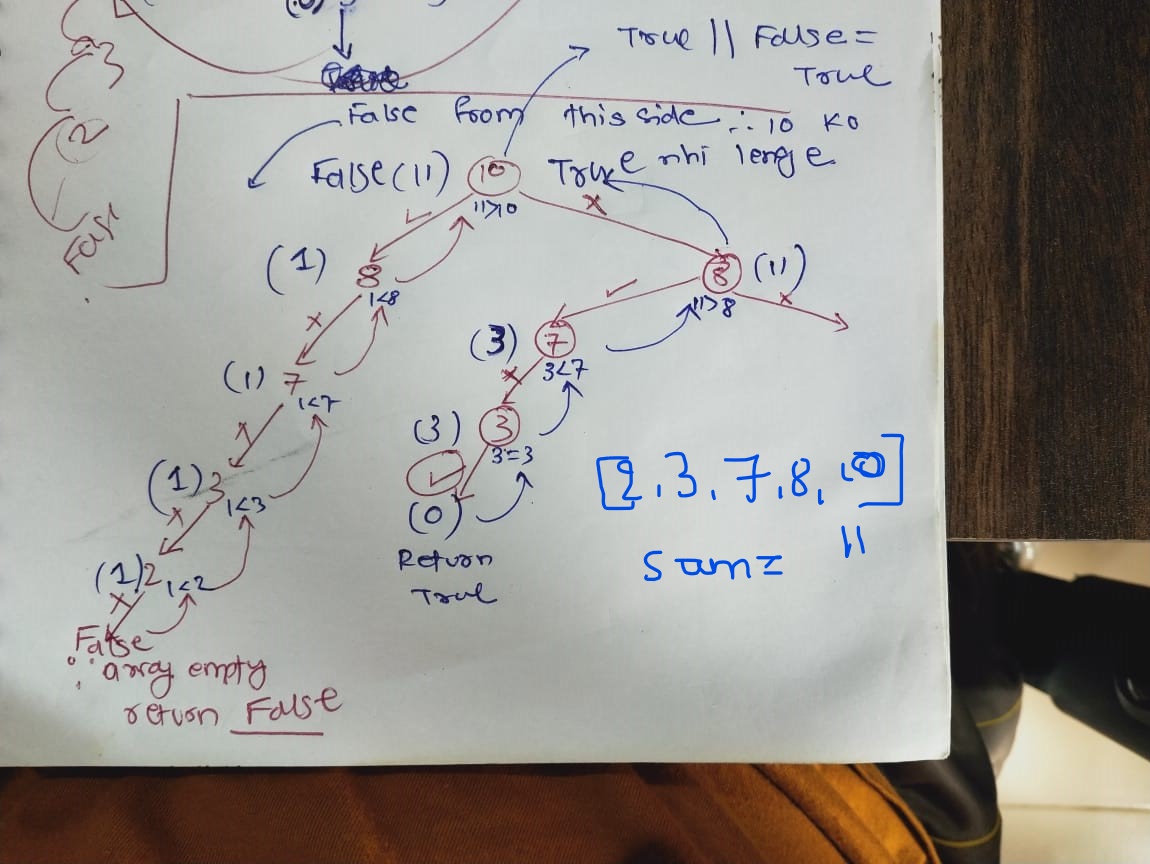 True || False =
True
3
False from this side ∴ 10 ko
True nhi lenge
2
False (11) 10
11>10
(1) 8
1<8
8 (11)
11>8
(3) 7
3<7
(1) 7
1<7
(3) 3
3=3
(1) 3
1<3
[2,3,7,8,10]
(0)
Sum= 11
Return
True
(1) 2 1<2
False
∵ array empty
return False